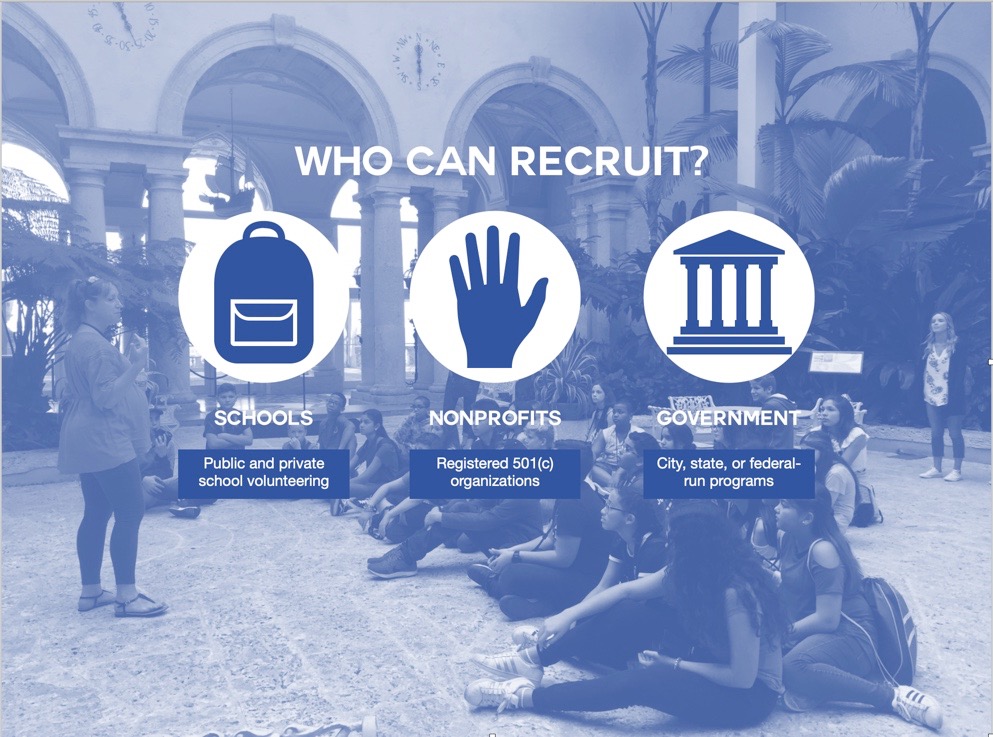 WHO CAN RECRUIT?
SCHOOLS
Public and private
school volunteering
NONPROFITS
Registered 501(c)
organizations
GOVERNMENT
City, state, or federal-
run programs